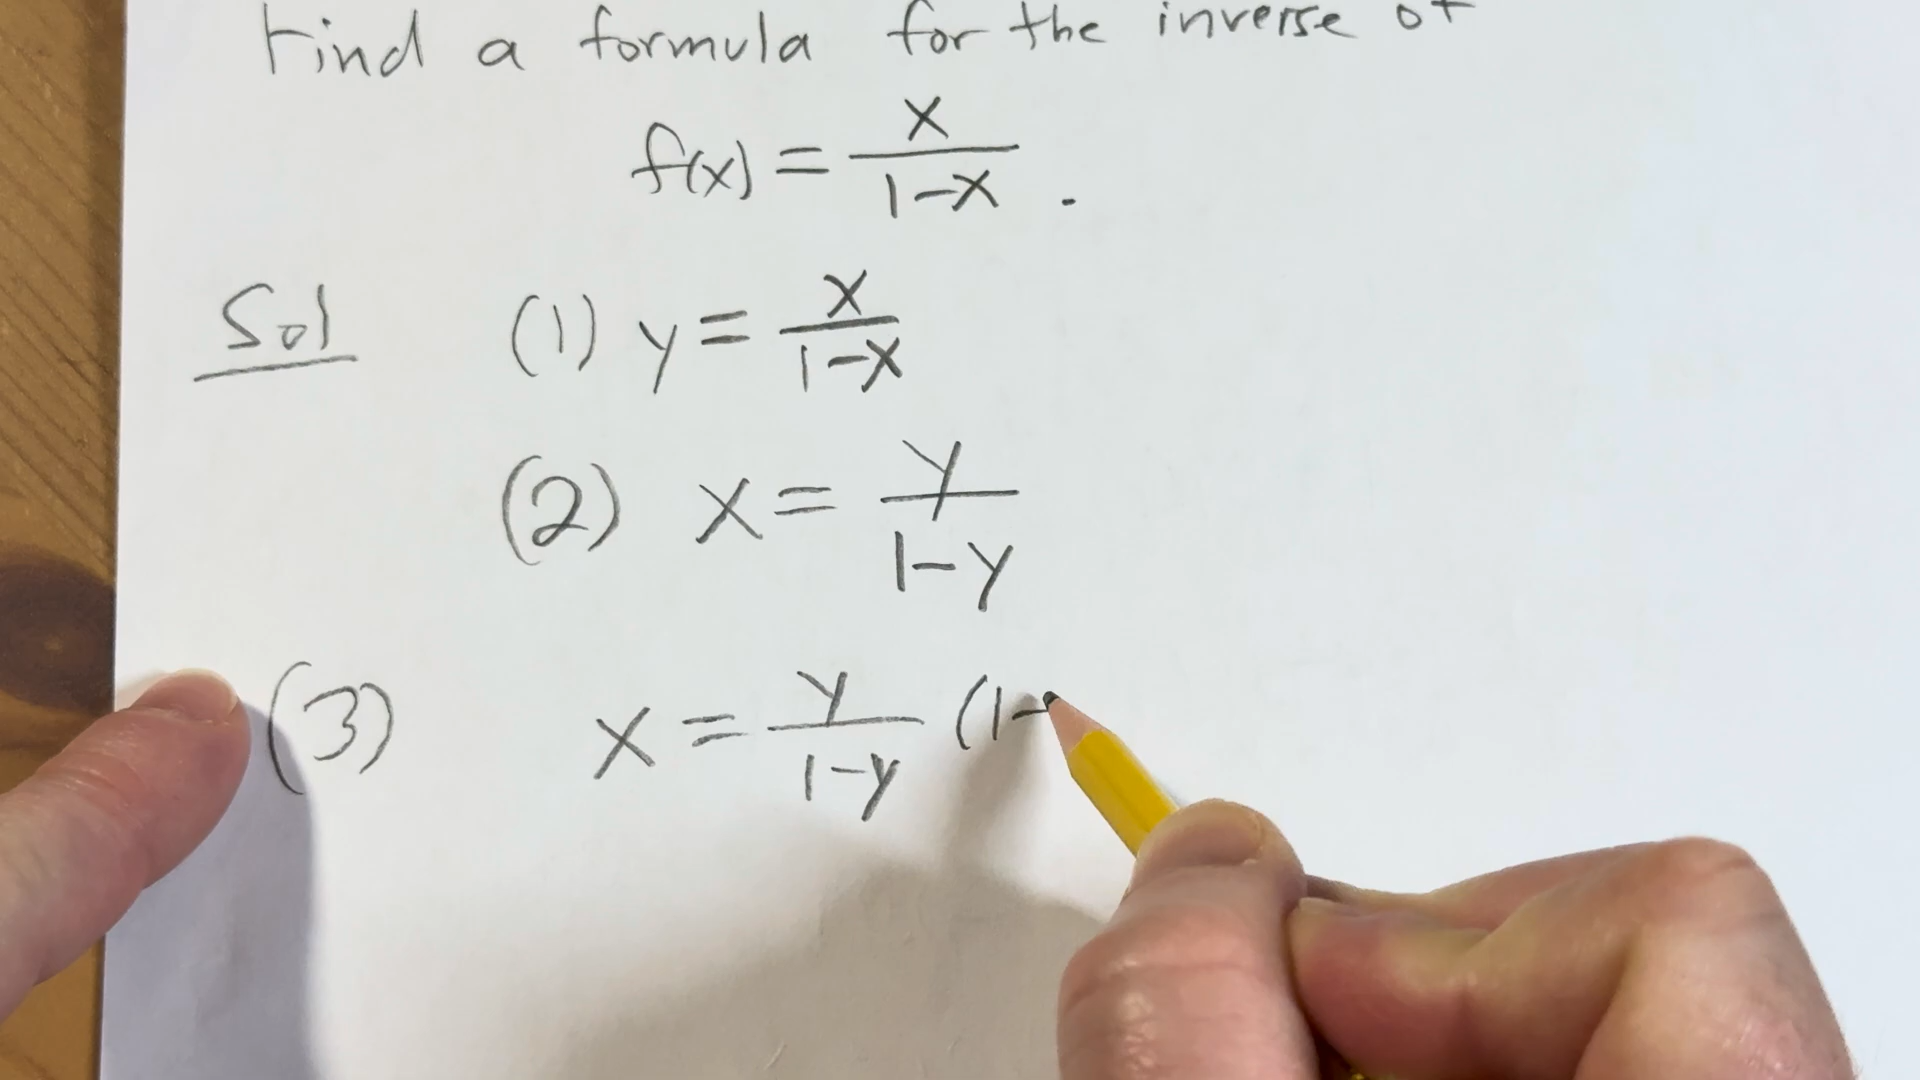 Find a formula for the inverse of
f(x) = x/(1-x) .
Sol (1) y = x/(1-x)
(2) x = y/(1-y)
(3) x = y/(1-y) (1-